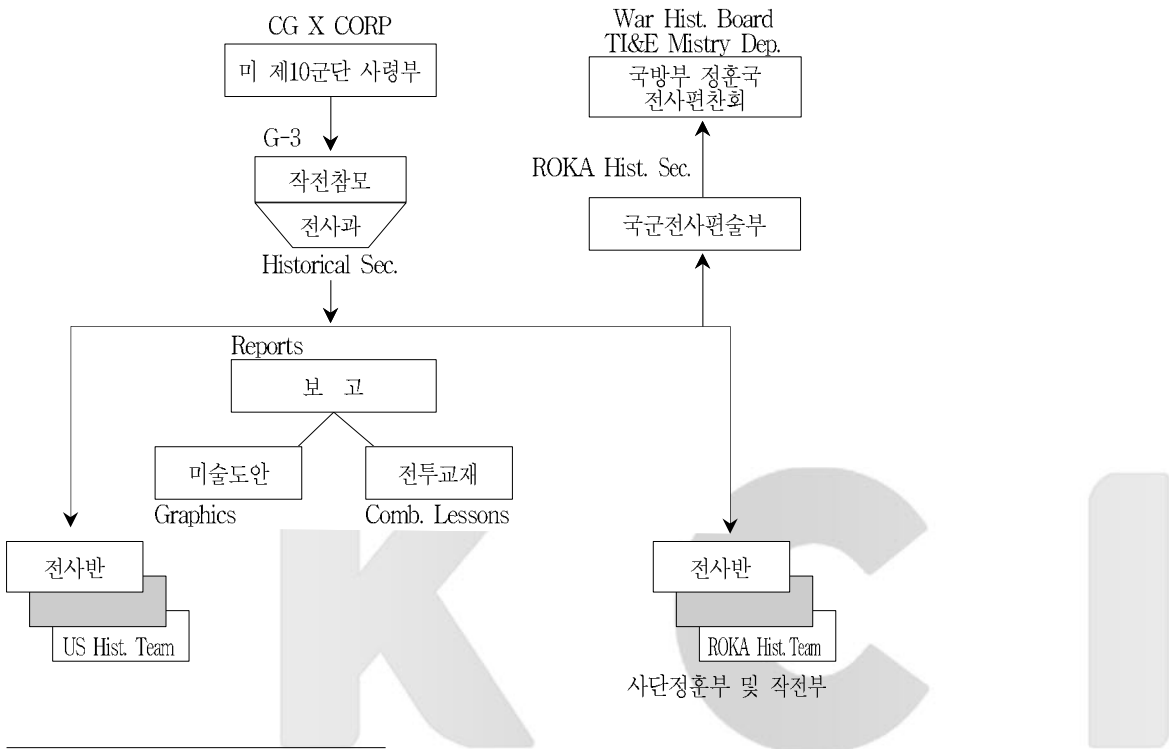 CG X CORP
미 제10군단 사령부
G-3
작전참모
전사과
Historical Sec.
War Hist. Board
TI&E Mistry Dep.
국방부 정훈국
전사편찬회
ROKA Hist. Sec.
국군전사편술부
Reports
보 고
미술도안
Graphics
전투교재
Comb. Lessons
전사반
US Hist. Team
전사반
ROKA Hist. Team
사단정훈부 및 작전부
K C I